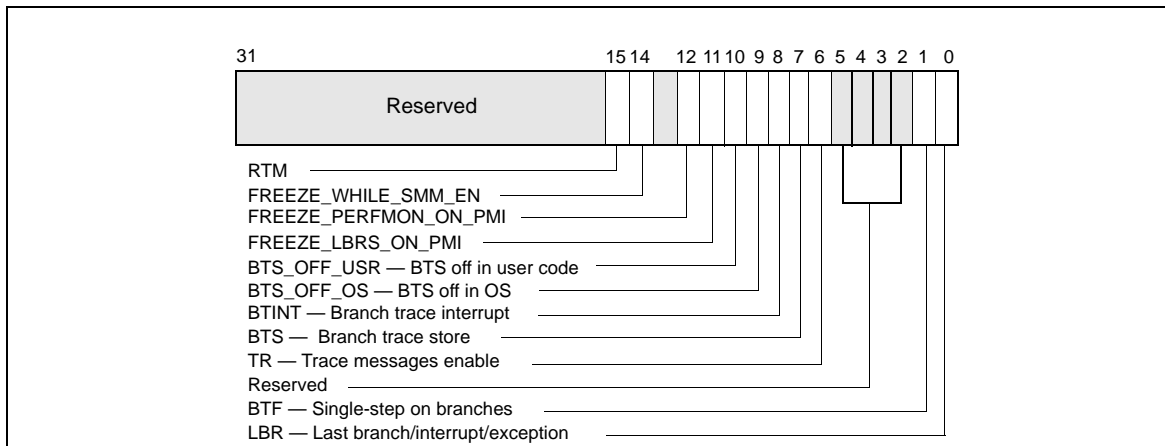 31 15 14 12 11 10 9 8 7 6 5 4 3 2 1 0
Reserved
RTM
FREEZE_WHILE_SMM_EN
FREEZE_PERFMON_ON_PMI
FREEZE_LBRS_ON_PMI
BTS_OFF_USR — BTS off in user code
BTS_OFF_OS — BTS off in OS
BTINT — Branch trace interrupt
BTS — Branch trace store
TR — Trace messages enable
Reserved
BTF — Single-step on branches
LBR — Last branch/interrupt/exception